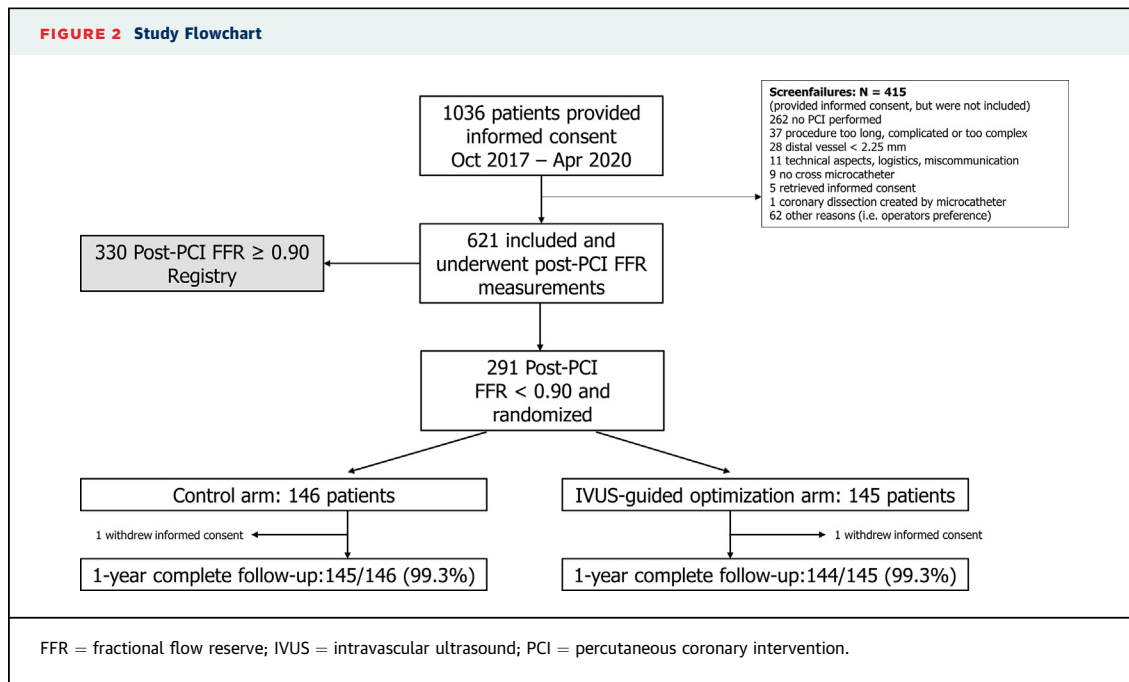 FIGURE 2 Study Flowchart
1036 patients provided
informed consent
Oct 2017 – Apr 2020
Screenfailures: N = 415
(provided informed consent, but were not included)
262 no PCI performed
37 procedure too long, complicated or too complex
28 distal vessel < 2.25 mm
11 technical aspects, logistics, miscommunication
9 no cross microcatheter
5 retrieved informed consent
1 coronary dissection created by microcatheter
62 other reasons (i.e. operators preference)
330 Post-PCI FFR ≥ 0.90
Registry
621 included and
underwent post-PCI FFR
measurements
291 Post-PCI
FFR < 0.90 and
randomized
Control arm: 146 patients
IVUS-guided optimization arm: 145 patients
1 withdrew informed consent
1 withdrew informed consent
1-year complete follow-up:145/146 (99.3%)
1-year complete follow-up:144/145 (99.3%)
FFR = fractional flow reserve; IVUS = intravascular ultrasound; PCI = percutaneous coronary intervention.